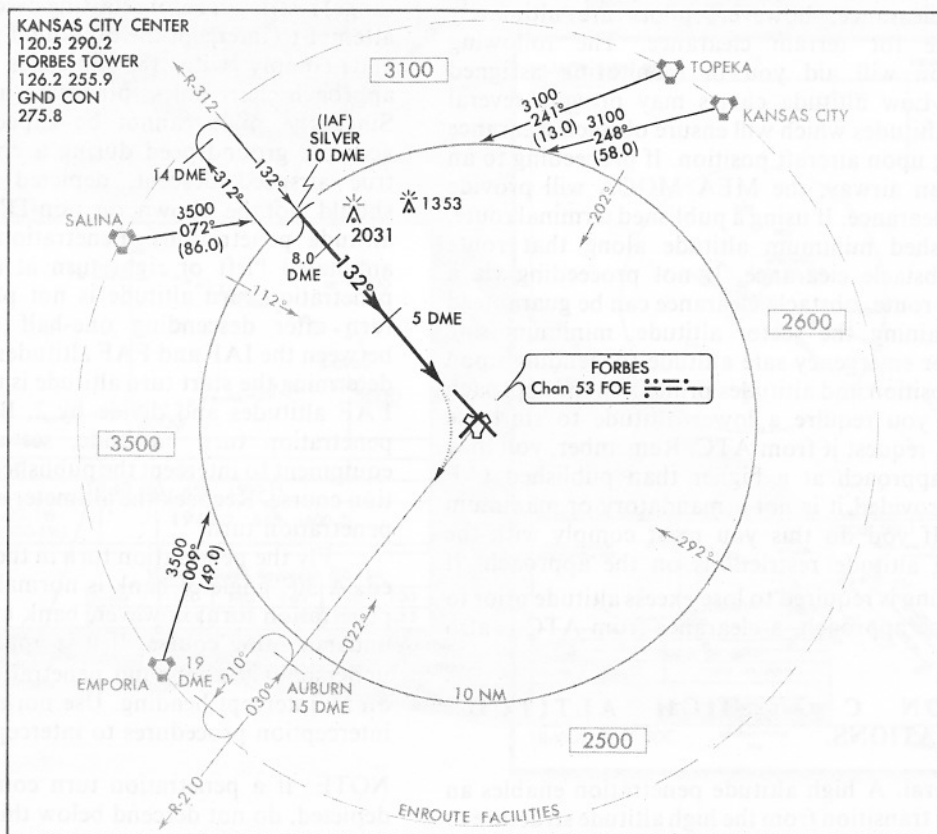 KANSAS CITY CENTER
120.5 290.2
FORBES TOWER
126.2 255.9
GND CON
275.8
3100
TOPEKA
KANSAS CITY
3100
241°
(13.0)
3100
248°
(58.0)
R-312
(IAF)
SILVER
10 DME
14 DME
312°
132°
1353
2031
SALINA
3500
072°
(86.0)
8.0
DME
132°
202°
112°
5 DME
2600
FORBES
Chan 53 FOE
3500
292°
3500
009°
(49.0)
EMPORIA
19
DME
210°
030°
022°
AUBURN
15 DME
10 NM
2500
R-210
ENROUTE FACILITIES